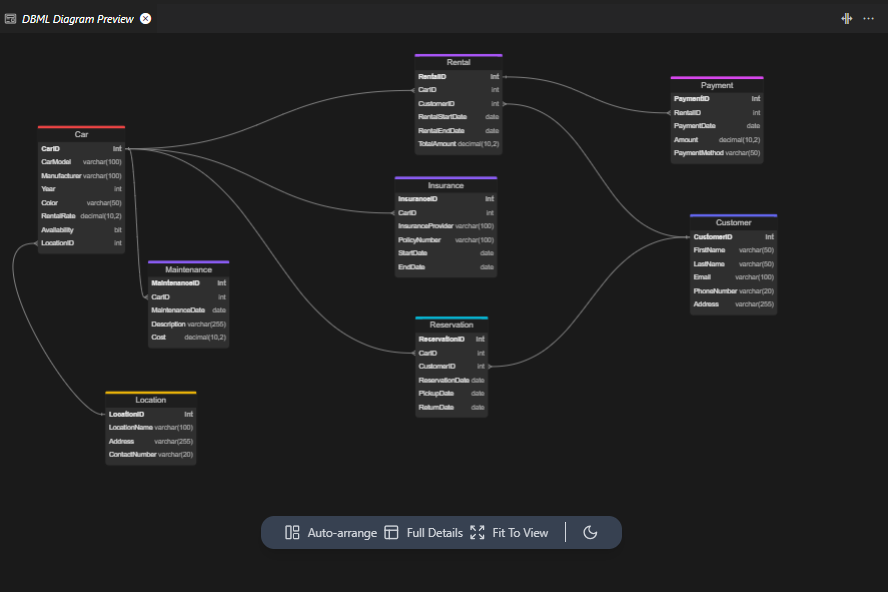 DBML Diagram Preview
Rental
RentalID int
CarID int
CustomerID int
RentalStartDate date
RentalEndDate date
TotalAmount decimal(10,2)
Payment
PaymentID int
RentalID int
PaymentDate date
Amount decimal(10,2)
PaymentMethod varchar(50)
Car
CarID int
CarModel varchar(100)
Manufacturer varchar(100)
Year int
Color varchar(50)
RentalRate decimal(10,2)
Availability bit
LocationID int
Insurance
InsuranceID int
CarID int
InsuranceProvider varchar(100)
PolicyNumber varchar(100)
StartDate date
EndDate date
Customer
CustomerID int
FirstName varchar(50)
LastName varchar(50)
Email varchar(100)
PhoneNumber varchar(20)
Address varchar(255)
Maintenance
MaintenanceID int
CarID int
MaintenanceDate date
Description varchar(255)
Cost decimal(10,2)
Reservation
ReservationID int
CarID int
CustomerID int
ReservationDate date
PickupDate date
ReturnDate date
Location
LocationID int
LocationName varchar(100)
Address varchar(255)
ContactNumber varchar(20)
Auto-arrange Full Details Fit To View